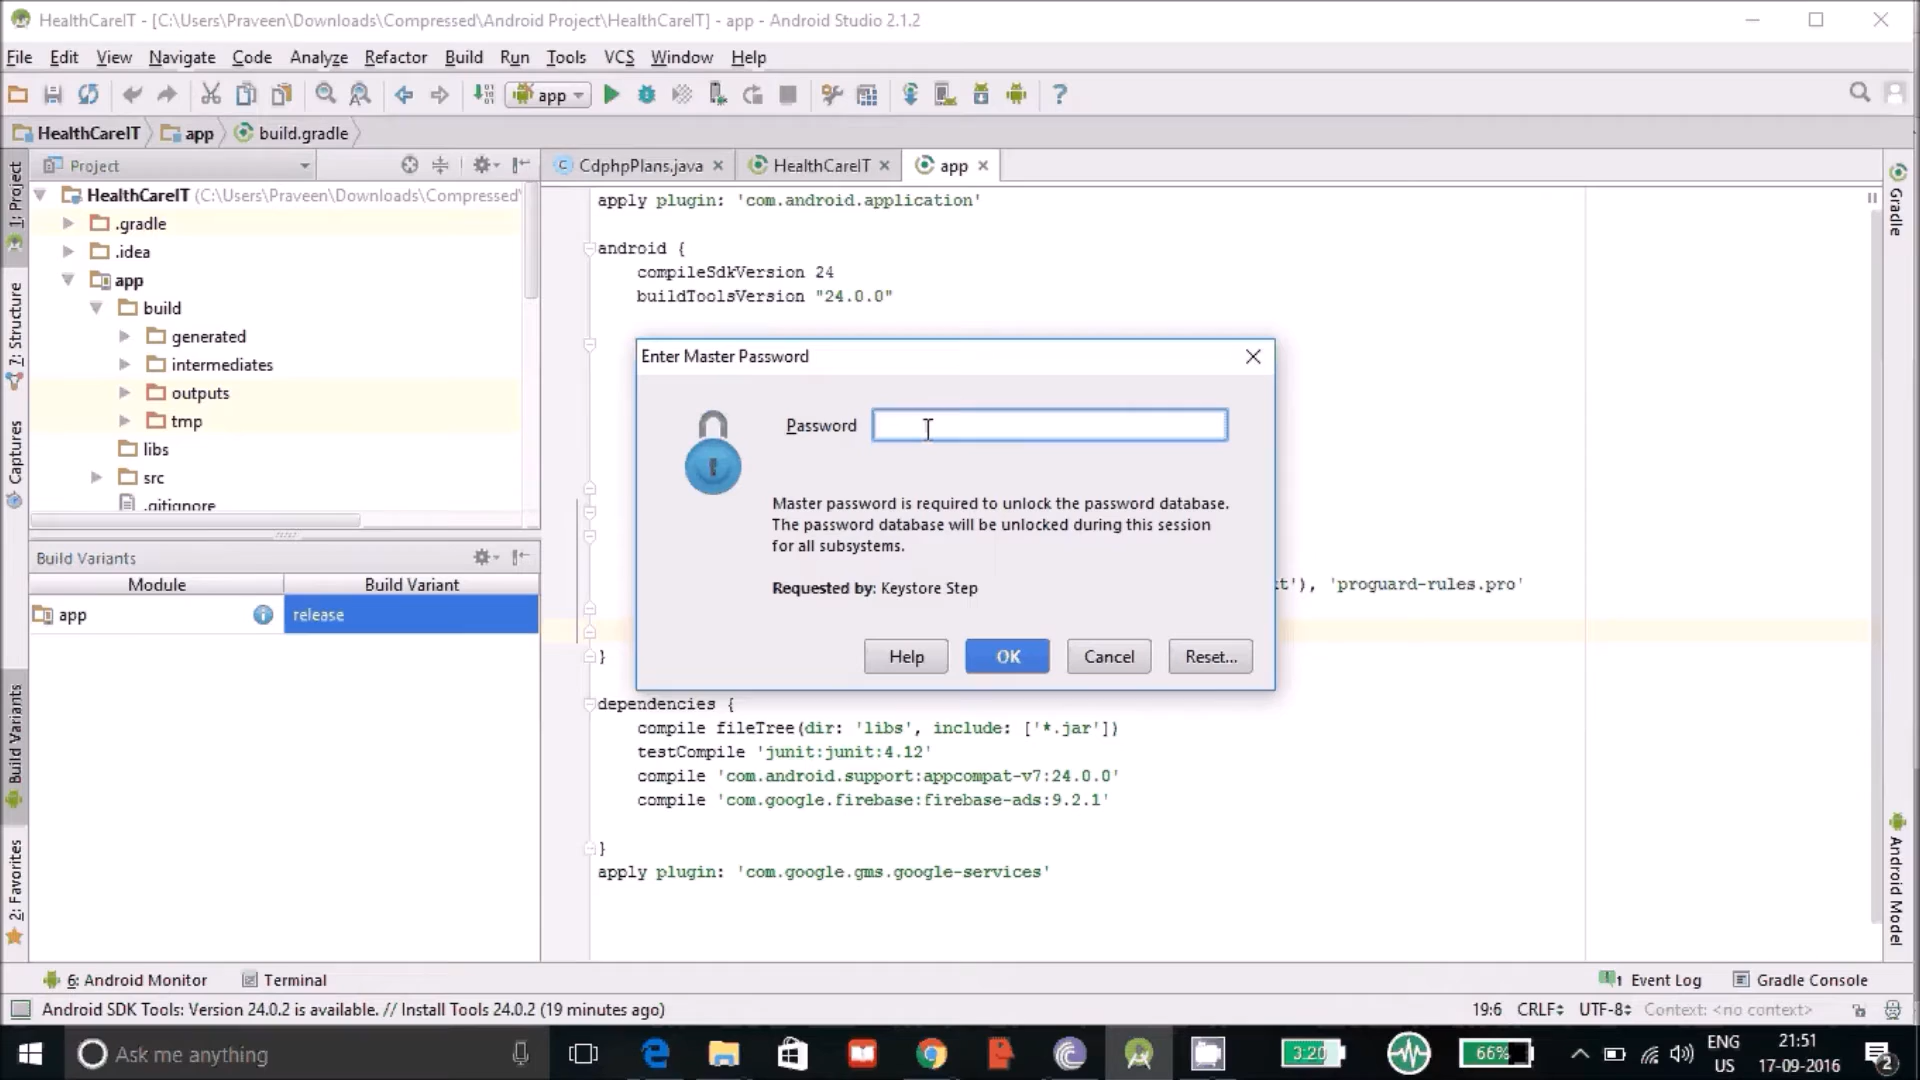 HealthCareIT - [C:\Users\Praveen\Downloads\Compressed\Android Project\HealthCareIT] - app - Android Studio 2.1.2
File Edit View Navigate Code Analyze Refactor Build Run Tools VCS Window Help
app
HealthCareIT app build.gradle
Project
CdphpPlans.java HealthCareIT app
1: Project
7: Structure
Captures
Build Variants
2: Favorites
HealthCareIT (C:\Users\Praveen\Downloads\Compressed\
.gradle
.idea
app
build
generated
intermediates
outputs
tmp
libs
src
.gitignore
Build Variants
Module Build Variant
app release
apply plugin: 'com.android.application'
android {
compileSdkVersion 24
buildToolsVersion "24.0.0"
Enter Master Password
Password
Master password is required to unlock the password database.
The password database will be unlocked during this session
for all subsystems.
Requested by: Keystore Step
Help OK Cancel Reset...
'), 'proguard-rules.pro'
}
dependencies {
compile fileTree(dir: 'libs', include: ['*.jar'])
testCompile 'junit:junit:4.12'
compile 'com.android.support:appcompat-v7:24.0.0'
compile 'com.google.firebase:firebase-ads:9.2.1'
}
apply plugin: 'com.google.gms.google-services'
Gradle
Android Model
6: Android Monitor Terminal 1 Event Log Gradle Console
Android SDK Tools: Version 24.0.2 is available. // Install Tools 24.0.2 (19 minutes ago) 19:6 CRLF UTF-8 Context: <no context>
Ask me anything 3:20 66% ENG 21:51
US 17-09-2016 2